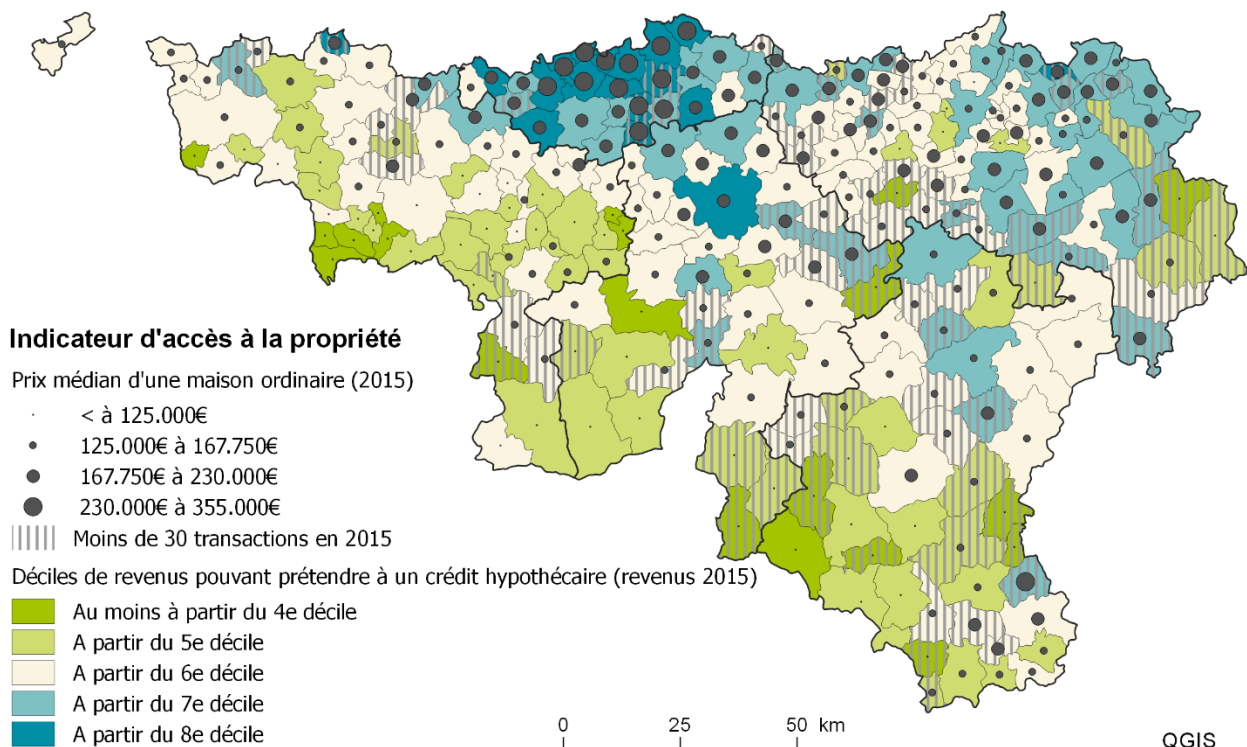 Indicateur d'accès à la propriété
Prix médian d'une maison ordinaire (2015)
< à 125.000€
125.000€ à 167.750€
167.750€ à 230.000€
230.000€ à 355.000€
Moins de 30 transactions en 2015
Déciles de revenus pouvant prétendre à un crédit hypothécaire (revenus 2015)
Au moins à partir du 4e décile
A partir du 5e décile
A partir du 6e décile
A partir du 7e décile
A partir du 8e décile
0 25 50 km
QGIS